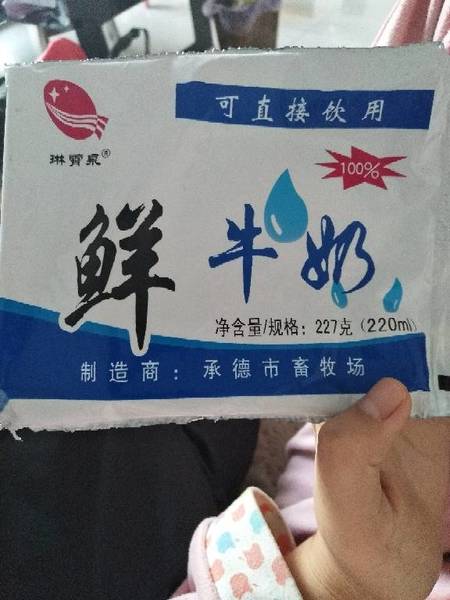 可直接饮用
琳贸泉®
100%
鲜牛奶
净含量/规格：227克（220ml）
制造商：承德市畜牧场